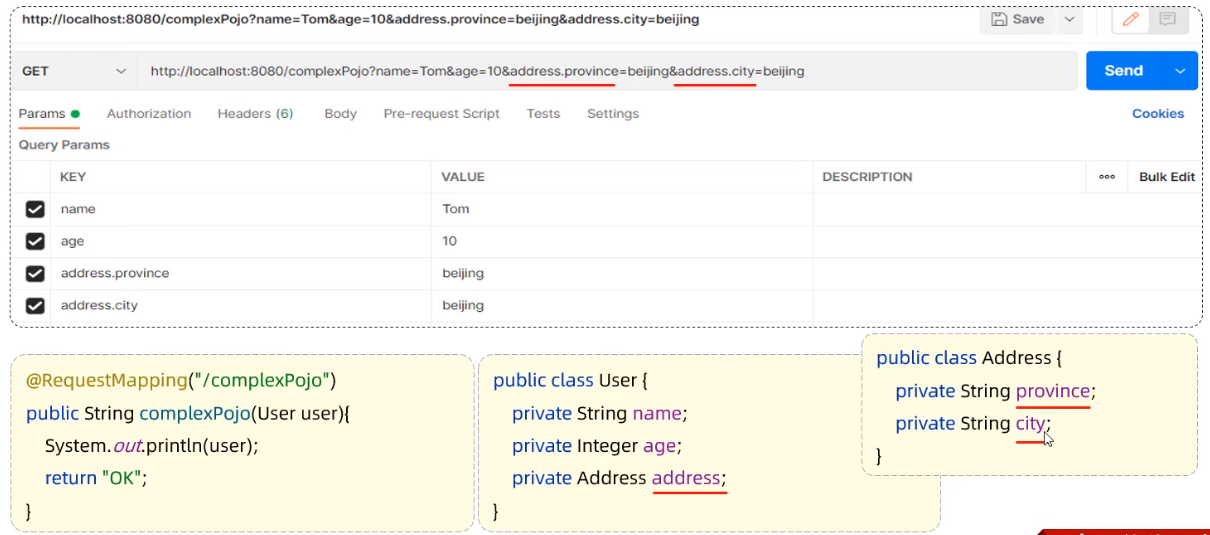 http://localhost:8080/complexPojo?name=Tom&age=10&address.province=beijing&address.city=beijing
Save
GET
http://localhost:8080/complexPojo?name=Tom&age=10&address.province=beijing&address.city=beijing
Send
Params
Authorization
Headers (6)
Body
Pre-request Script
Tests
Settings
Cookies
Query Params
KEY VALUE DESCRIPTION Bulk Edit
name Tom
age 10
address.province beijing
address.city beijing
@RequestMapping("/complexPojo")
public String complexPojo(User user){
System.out.println(user);
return "OK";
}
public class User {
private String name;
private Integer age;
private Address address;
}
public class Address {
private String province;
private String city;
}